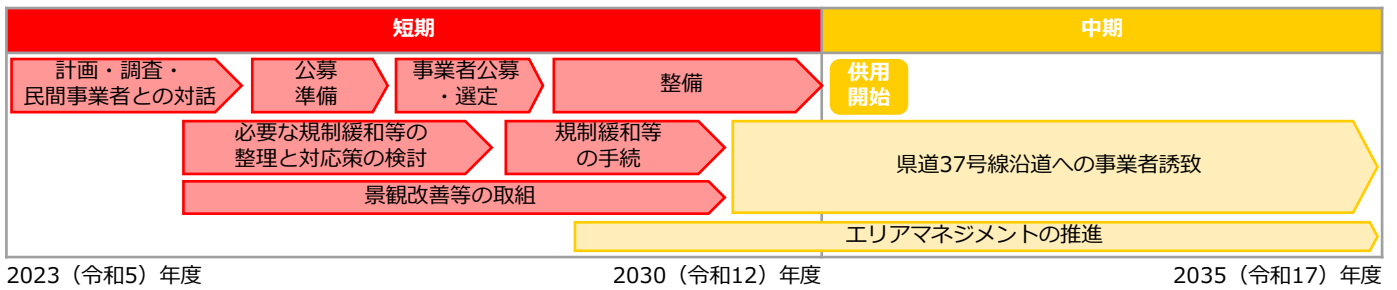 短期
中期
計画・調査・
民間事業者との対話
公募
準備
事業者公募
・選定
整備
供用
開始
必要な規制緩和等の
整理と対応策の検討
規制緩和等
の手続
県道37号線沿道への事業者誘致
景観改善等の取組
エリアマネジメントの推進
2023（令和5）年度
2030（令和12）年度
2035（令和17）年度